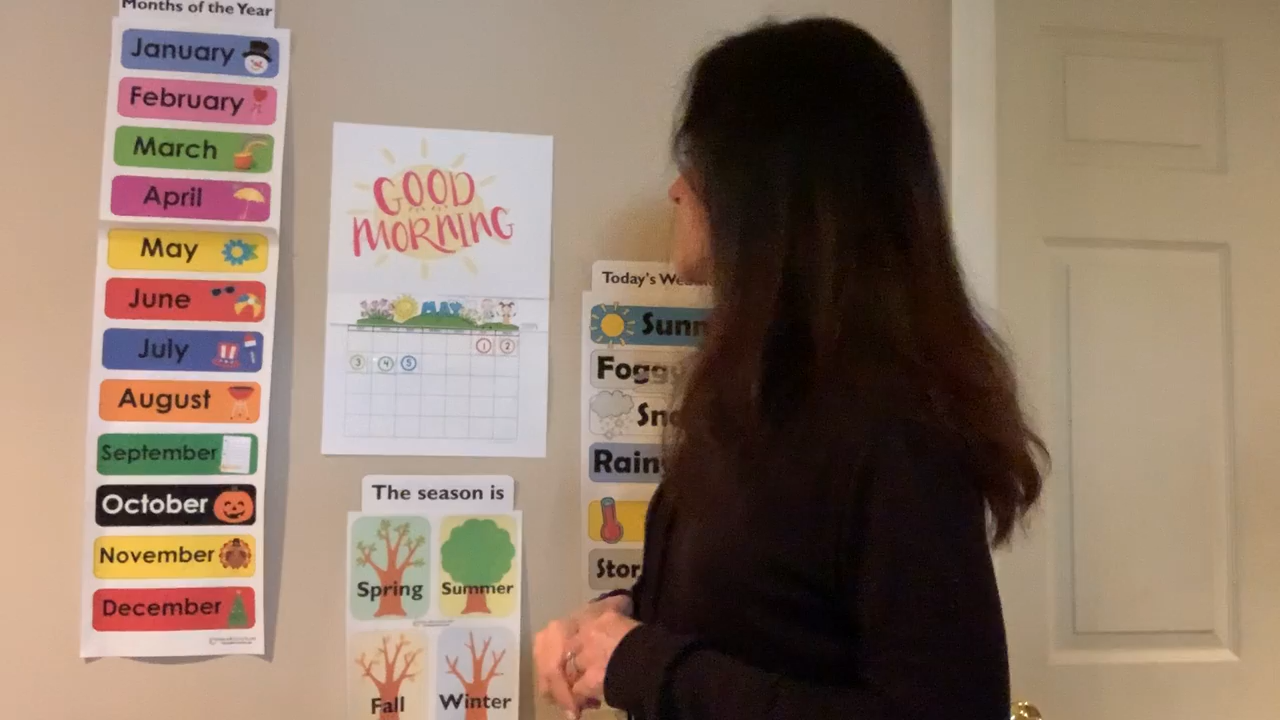 Months of the Year
January
February
March
April
May
June
July
August
September
October
November
December
GOOD
MORNING
MAY
1 2
3 4 5
The season is
Spring Summer
Fall Winter
Today's
Foggy